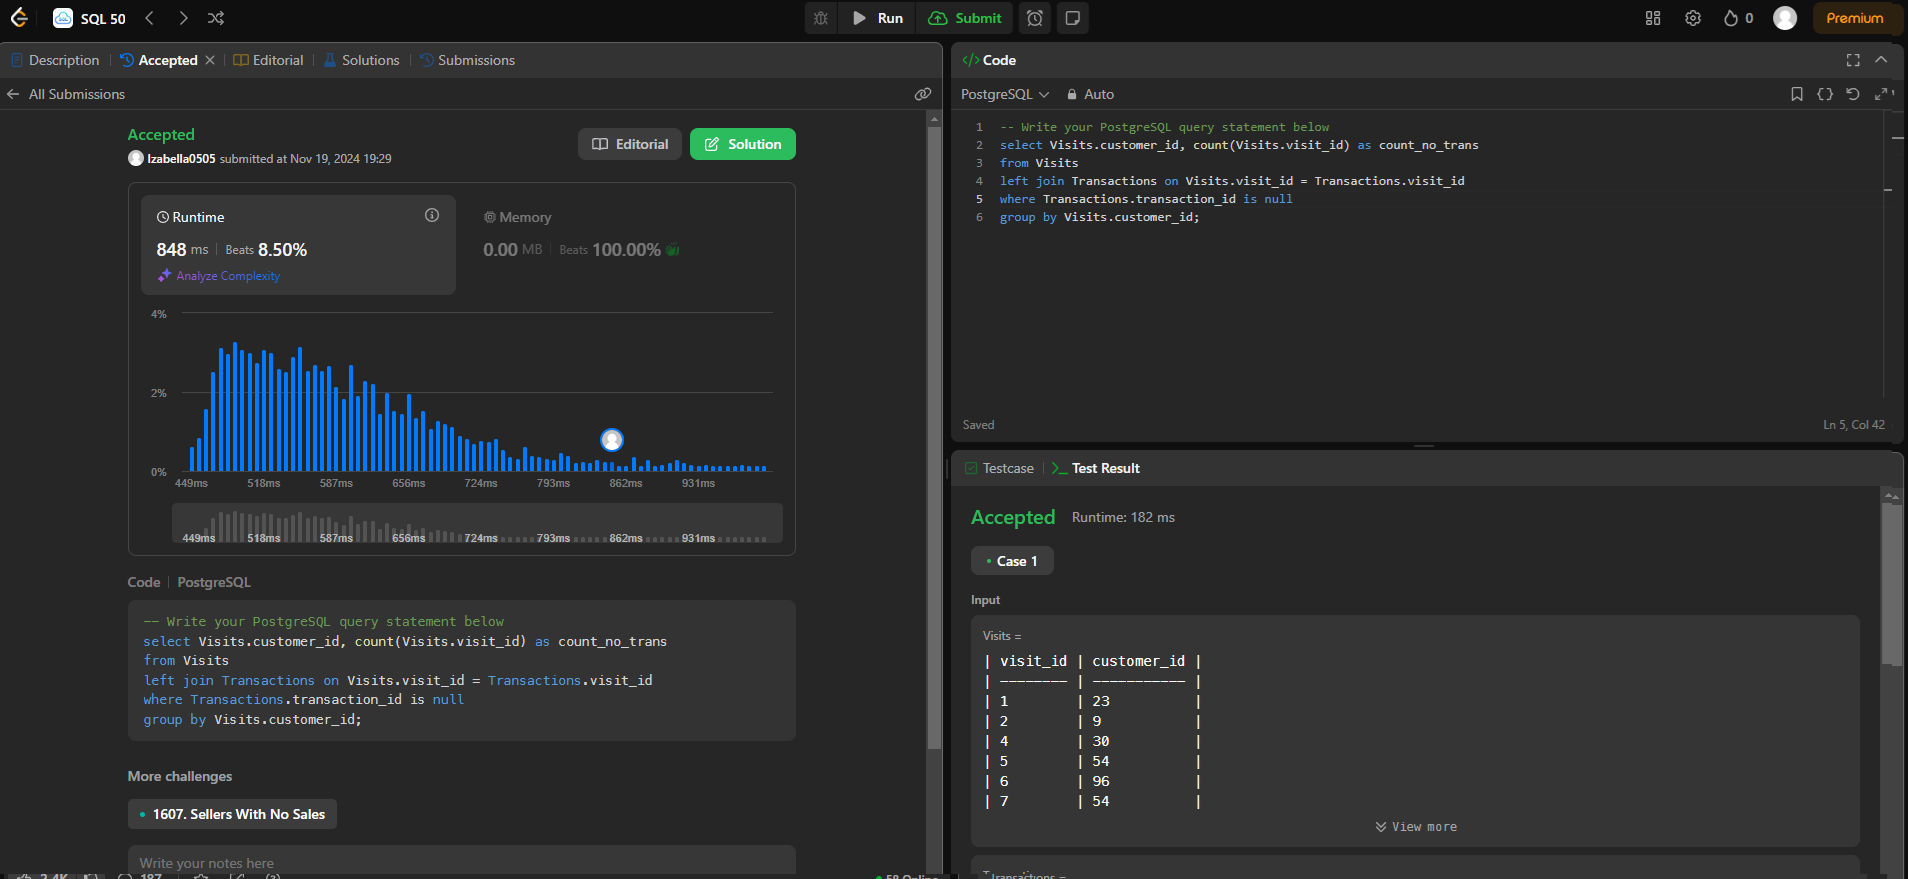 SQL 50
Run
Submit
0
Premium
Description
Accepted
Editorial
Solutions
Submissions
All Submissions
Accepted
Izabella0505 submitted at Nov 19, 2024 19:29
Editorial
Solution
Runtime
848 ms | Beats 8.50%
Analyze Complexity
Memory
0.00 MB | Beats 100.00%
4%
2%
0%
449ms 518ms 587ms 656ms 724ms 793ms 862ms 931ms
449ms 518ms 587ms 656ms 724ms 793ms 862ms 931ms
Code | PostgreSQL
-- Write your PostgreSQL query statement below
select Visits.customer_id, count(Visits.visit_id) as count_no_trans
from Visits
left join Transactions on Visits.visit_id = Transactions.visit_id
where Transactions.transaction_id is null
group by Visits.customer_id;
More challenges
1607. Sellers With No Sales
Write your notes here
2.4K
187
58 Online
</> Code
PostgreSQL
Auto
1 -- Write your PostgreSQL query statement below
2 select Visits.customer_id, count(Visits.visit_id) as count_no_trans
3 from Visits
4 left join Transactions on Visits.visit_id = Transactions.visit_id
5 where Transactions.transaction_id is null
6 group by Visits.customer_id;
Saved
Ln 5, Col 42
Testcase
>_ Test Result
Accepted
Runtime: 182 ms
• Case 1
Input
Visits =
| visit_id | customer_id |
| -------- | ----------- |
| 1 | 23 |
| 2 | 9 |
| 4 | 30 |
| 5 | 54 |
| 6 | 96 |
| 7 | 54 |
View more
Transactions =